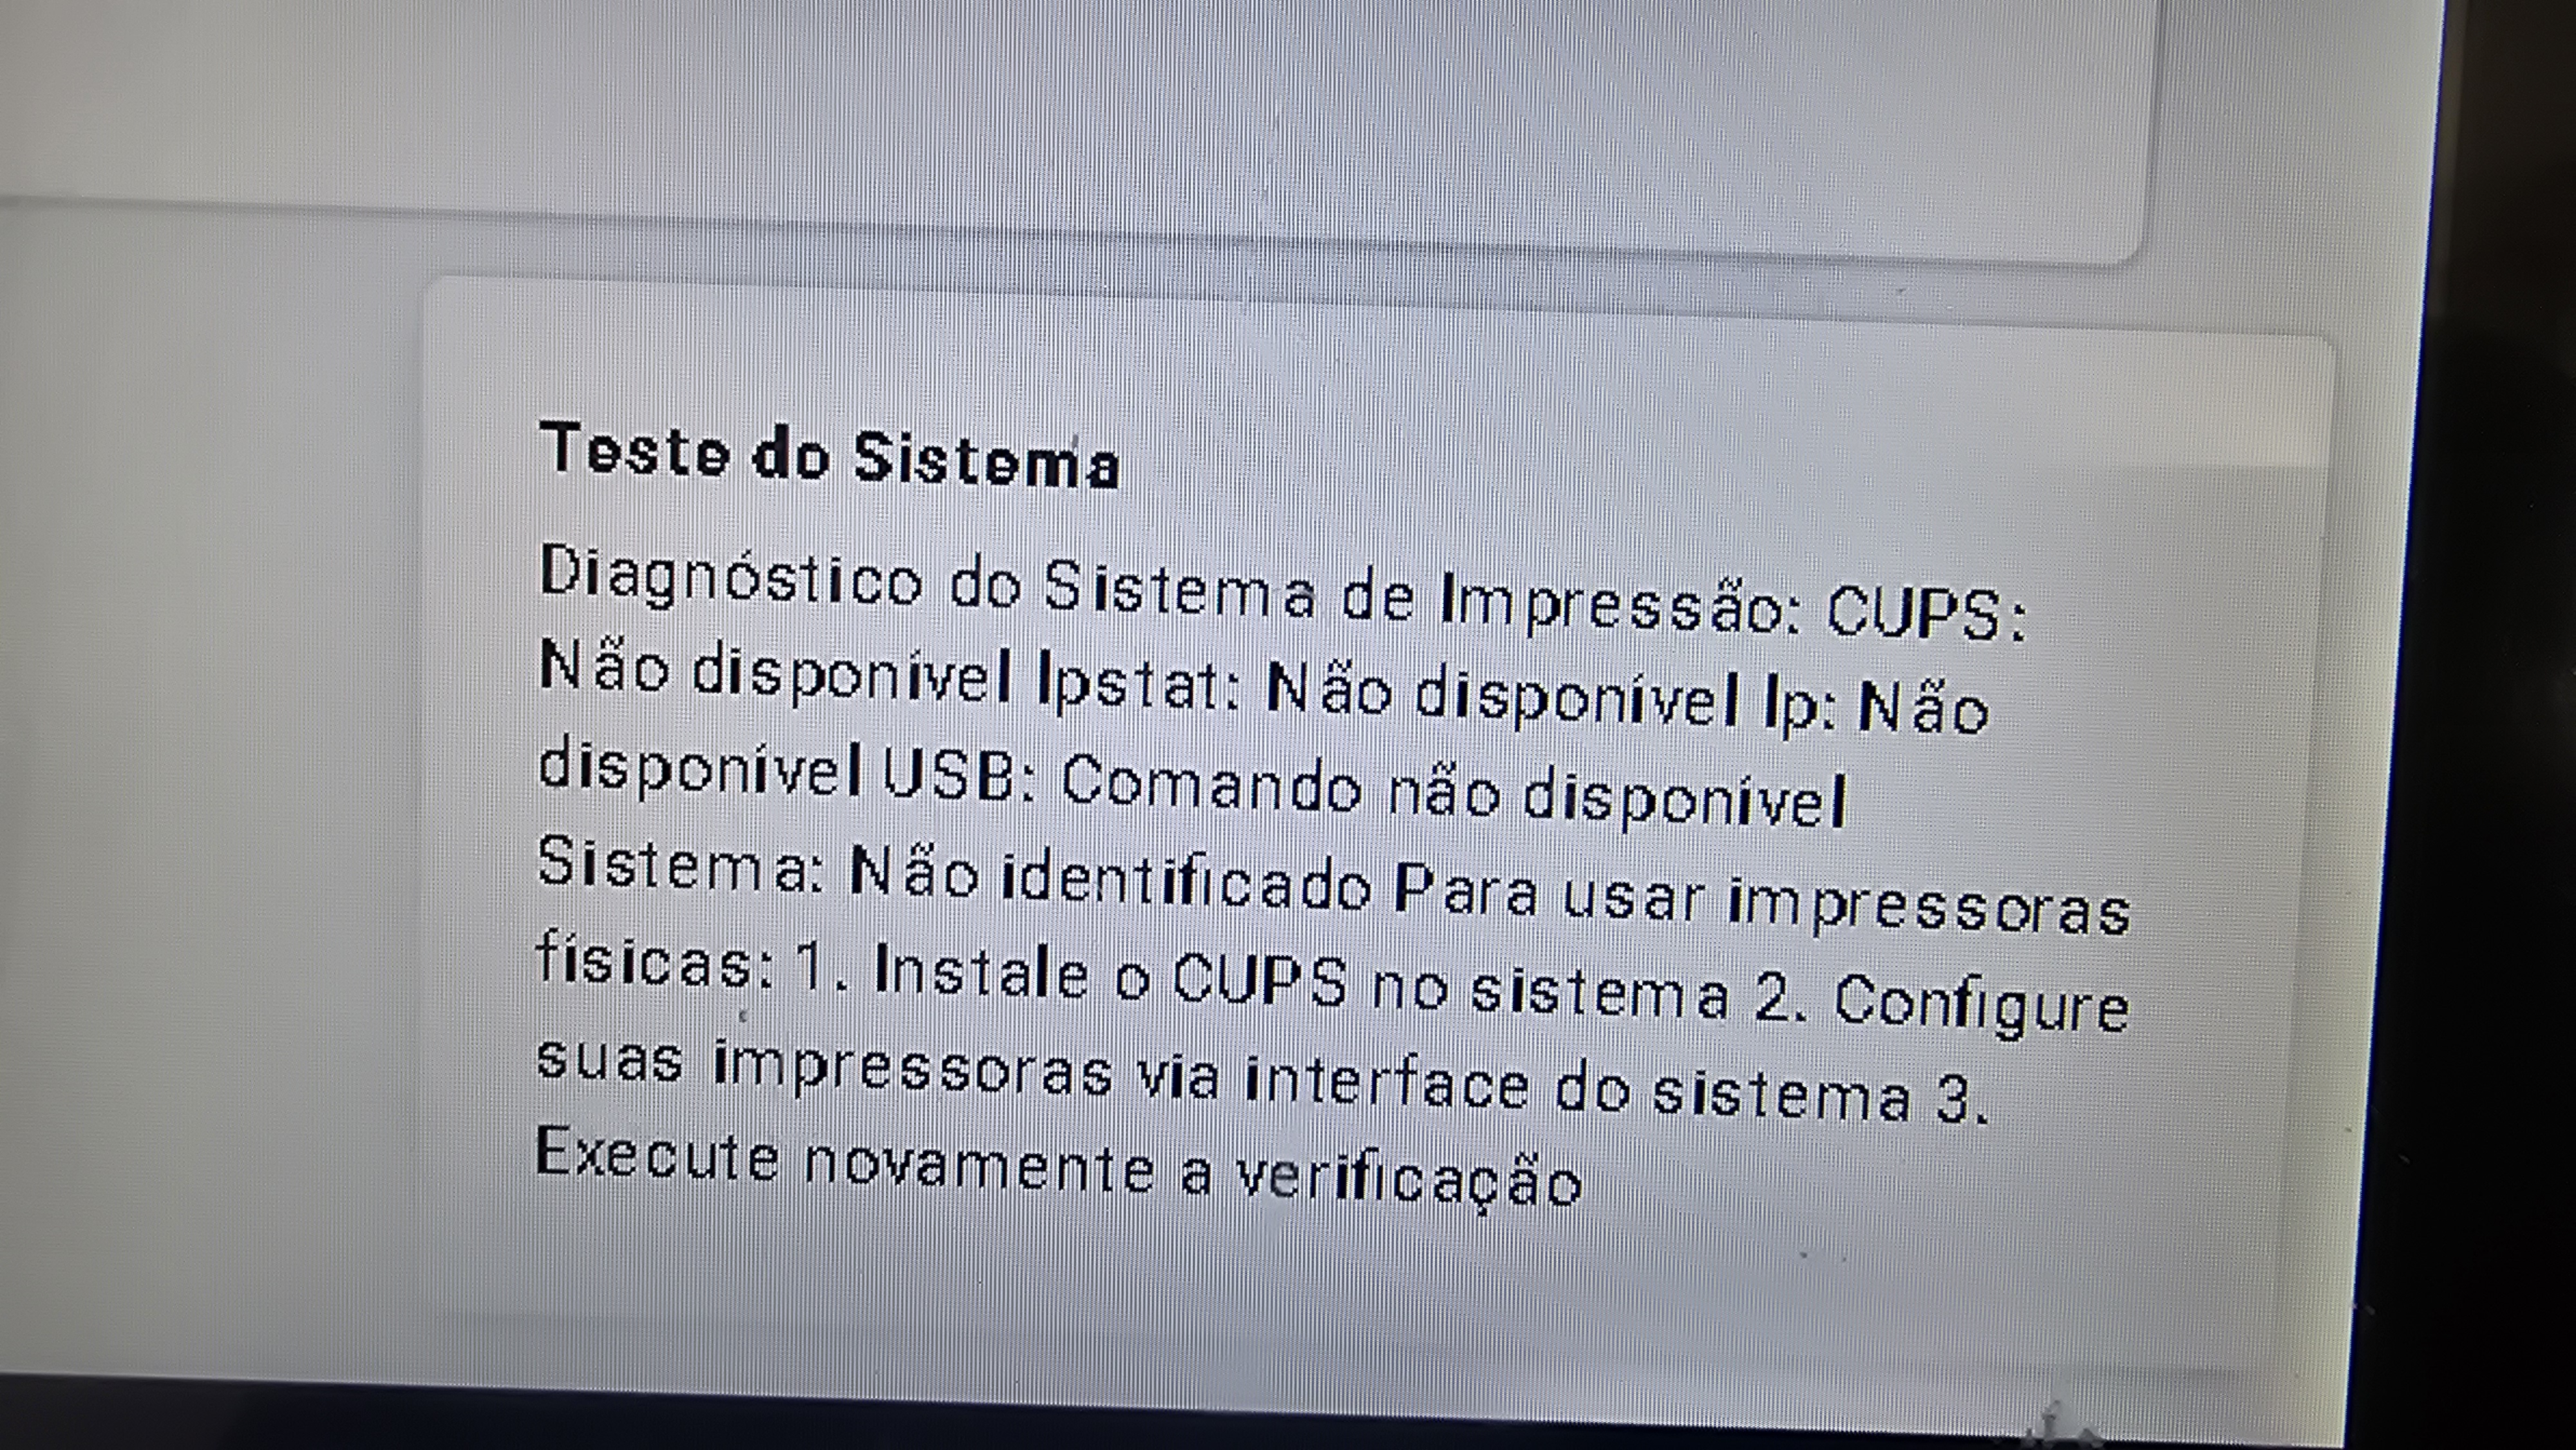 Teste do Sistema
Diagnóstico do Sistema de Impressão: CUPS:
Não disponível lpstat: Não disponível lp: Não
disponível USB: Comando não disponível
Sistema: Não identificado Para usar impressoras
físicas: 1. Instale o CUPS no sistema 2. Configure
suas impressoras via interface do sistema 3.
Execute novamente a verificação